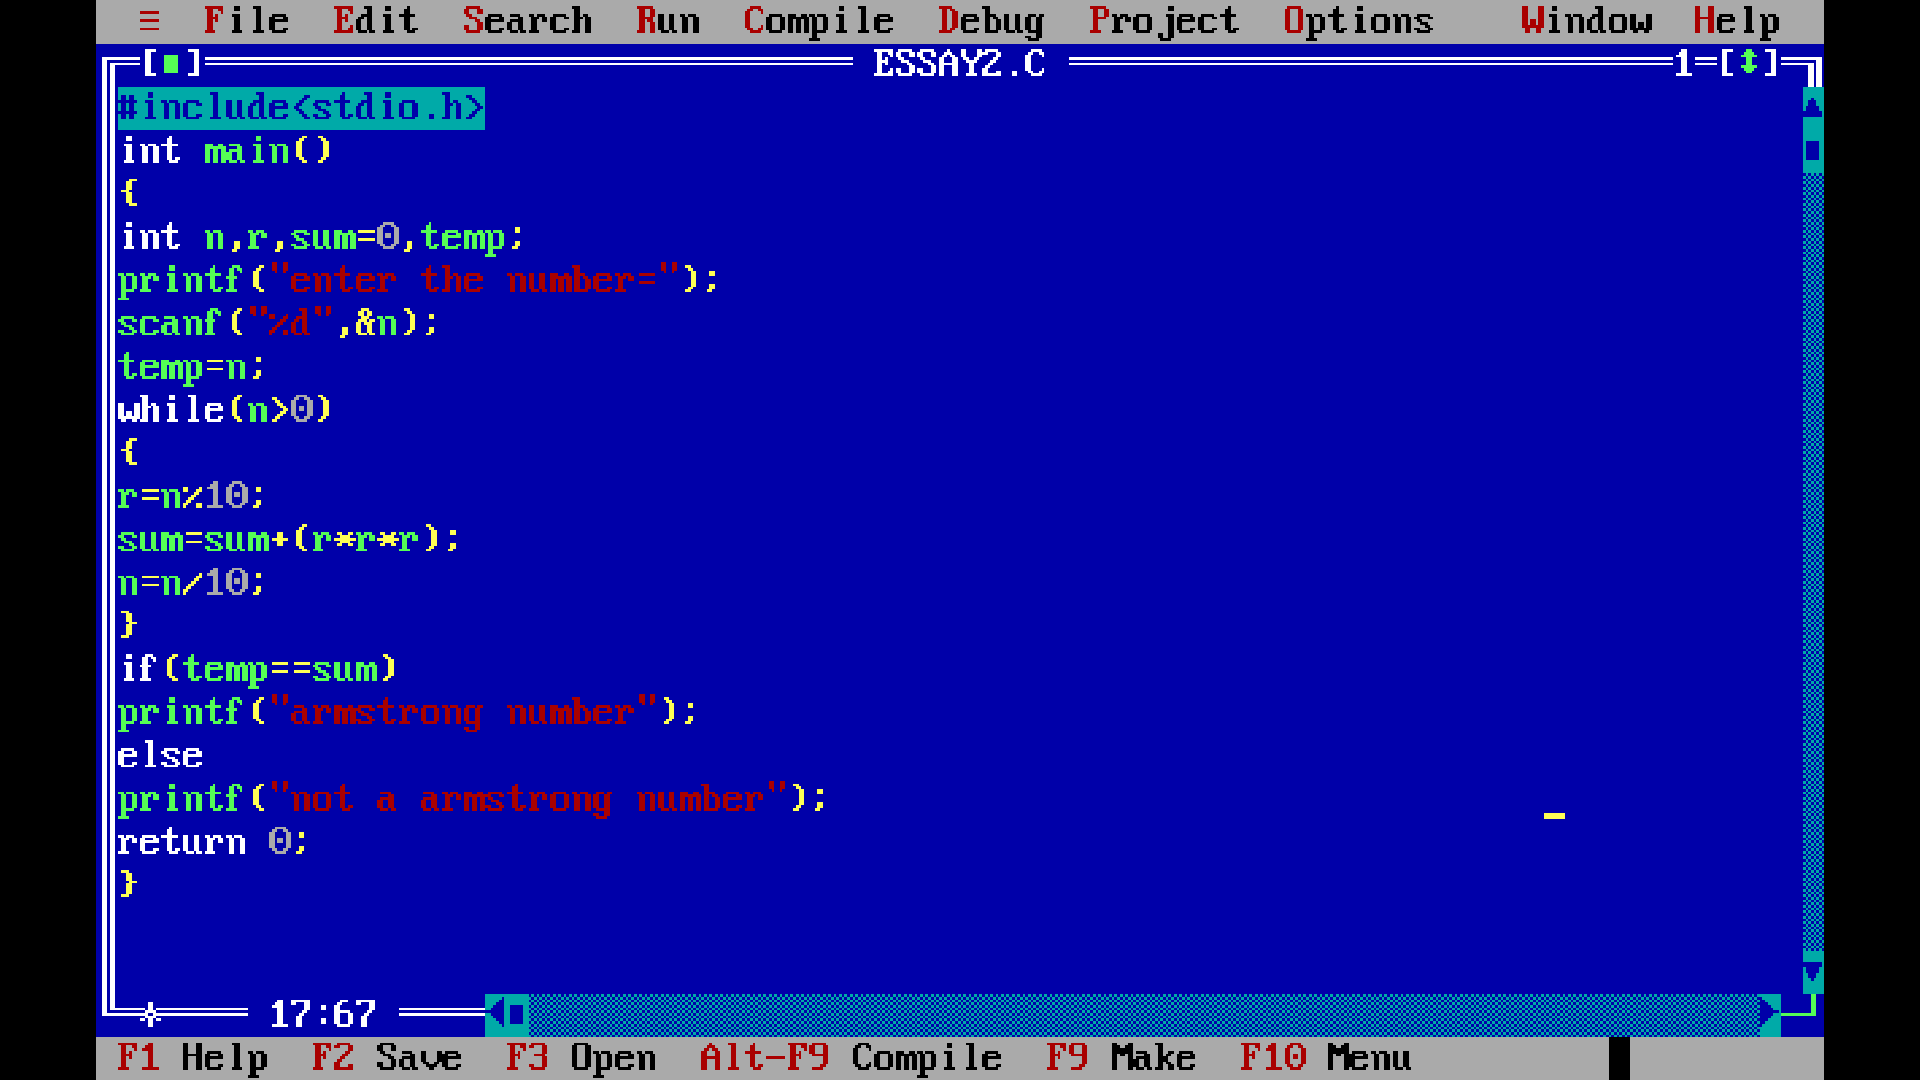 ≡ File Edit Search Run Compile Debug Project Options Window Help
[■] ESSAY2.C 1=[↕]
#include<stdio.h>
int main()
{
int n,r,sum=0,temp;
printf("enter the number=");
scanf("%d",&n);
temp=n;
while(n>0)
{
r=n%10;
sum=sum+(r*r*r);
n=n/10;
}
if(temp==sum)
printf("armstrong number");
else
printf("not a armstrong number");
return 0;
}
17:67
F1 Help F2 Save F3 Open Alt-F9 Compile F9 Make F10 Menu